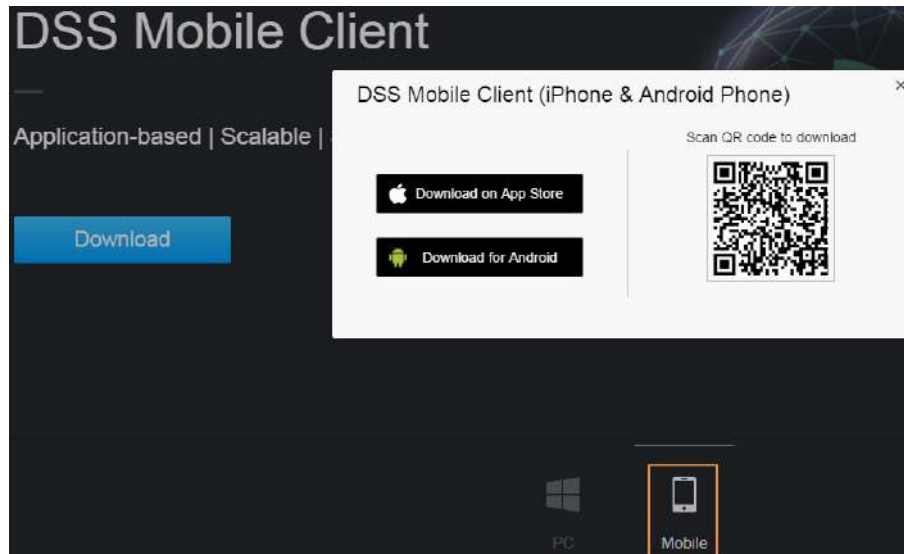 DSS Mobile Client
Application-based | Scalable |
Download
DSS Mobile Client (iPhone & Android Phone)
×
Scan QR code to download
Download on App Store
Download for Android
PC
Mobile